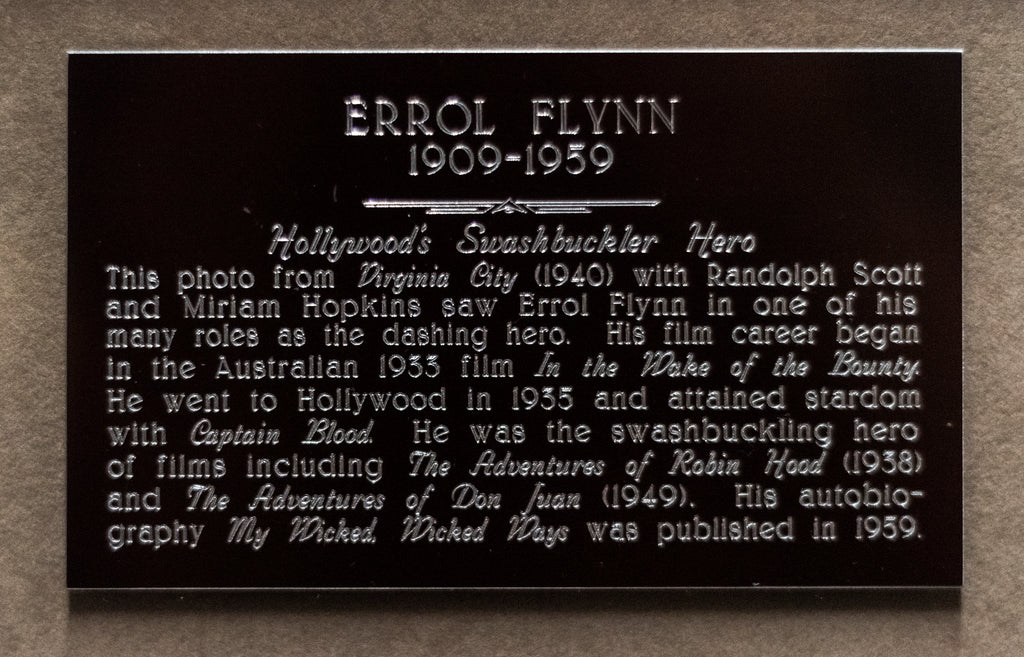 ERROL FLYNN
1909-1959
Hollywood's Swashbuckler Hero
This photo from Virginia City (1940) with Randolph Scott
and Miriam Hopkins saw Errol Flynn in one of his
many roles as the dashing hero. His film career began
in the Australian 1933 film In the Wake of the Bounty.
He went to Hollywood in 1935 and attained stardom
with Captain Blood. He was the swashbuckling hero
of films including The Adventures of Robin Hood (1938)
and The Adventures of Don Juan (1949). His autobio-
graphy My Wicked, Wicked Ways was published in 1959.